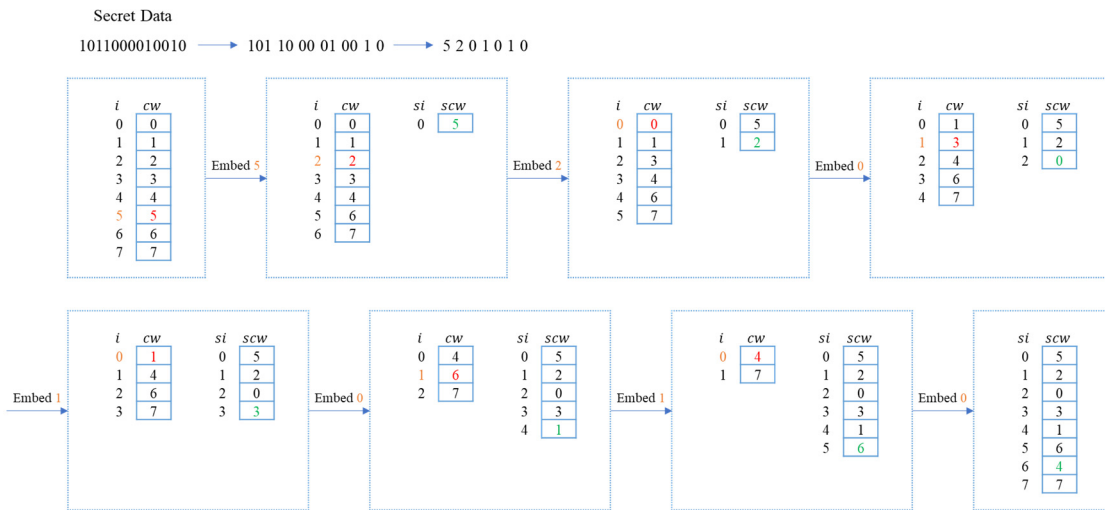 Secret Data
1011000010010 101 10 00 01 00 1 0 5 2 0 1 0 1 0
i cw
0 0
1 1
2 2
3 3
4 4
5 5
6 6
7 7
Embed 5
i cw si scw
0 0 0 5
1 1
2 2
3 3
4 4
5 6
6 7
Embed 2
i cw si scw
0 0 0 5
1 1 1 2
2 3
3 4
4 6
5 7
Embed 0
i cw si scw
0 1 0 5
1 3 1 2
2 4 2 0
3 6
4 7
Embed 1
i cw si scw
0 1 0 5
1 4 1 2
2 6 2 0
3 7 3 3
Embed 0
i cw si scw
0 4 0 5
1 6 1 2
2 7 2 0
3 3
4 1
Embed 1
i cw si scw
0 4 0 5
1 7 1 2
2 0
3 3
4 1
5 6
Embed 0
si scw
0 5
1 2
2 0
3 3
4 1
5 6
6 4
7 7